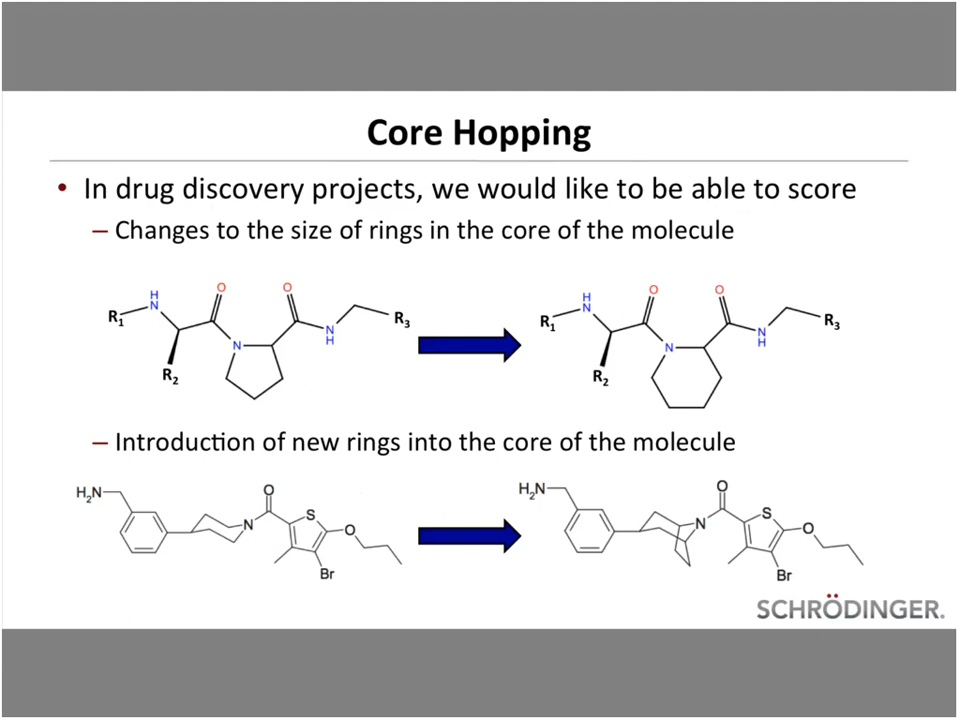 Core Hopping
• In drug discovery projects, we would like to be able to score
– Changes to the size of rings in the core of the molecule
R1 H N R2 O N O N H R3
R1 H N R2 O N O N H R3
– Introduction of new rings into the core of the molecule
H2N N O S O Br
H2N N O S O Br
SCHRÖDINGER.